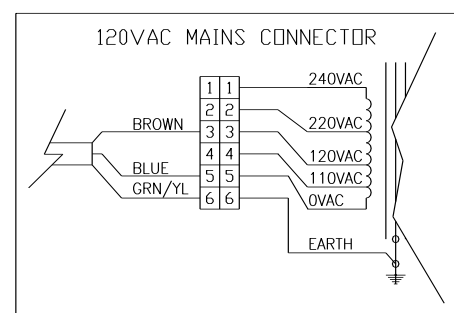 120VAC MAINS CONNECTOR
240VAC
1 1
2 2
220VAC
BROWN
3 3
120VAC
4 4
110VAC
BLUE
5 5
GRN/YL
0VAC
6 6
EARTH